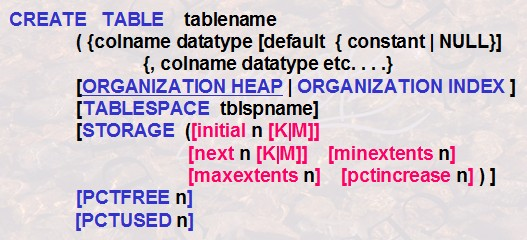 CREATE TABLE tablename
( {colname datatype [default { constant | NULL}]
{, colname datatype etc. . . .}
[ORGANIZATION HEAP | ORGANIZATION INDEX ]
[TABLESPACE tblspname]
[STORAGE ([initial n [K|M]]
[next n [K|M]] [minextents n]
[maxextents n] [pctincrease n] ) ]
[PCTFREE n]
[PCTUSED n]